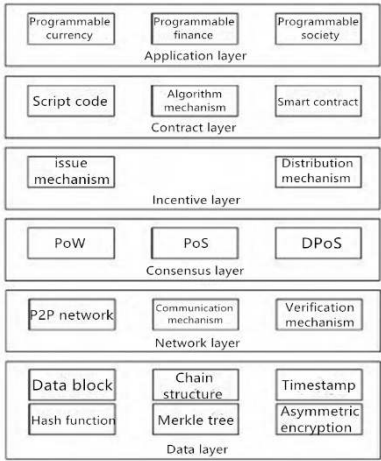 Programmable currency
Programmable finance
Programmable society
Application layer
Script code
Algorithm mechanism
Smart contract
Contract layer
issue mechanism
Distribution mechanism
Incentive layer
PoW
PoS
DPoS
Consensus layer
P2P network
Communication mechanism
Verification mechanism
Network layer
Data block
Chain structure
Timestamp
Hash function
Merkle tree
Asymmetric encryption
Data layer